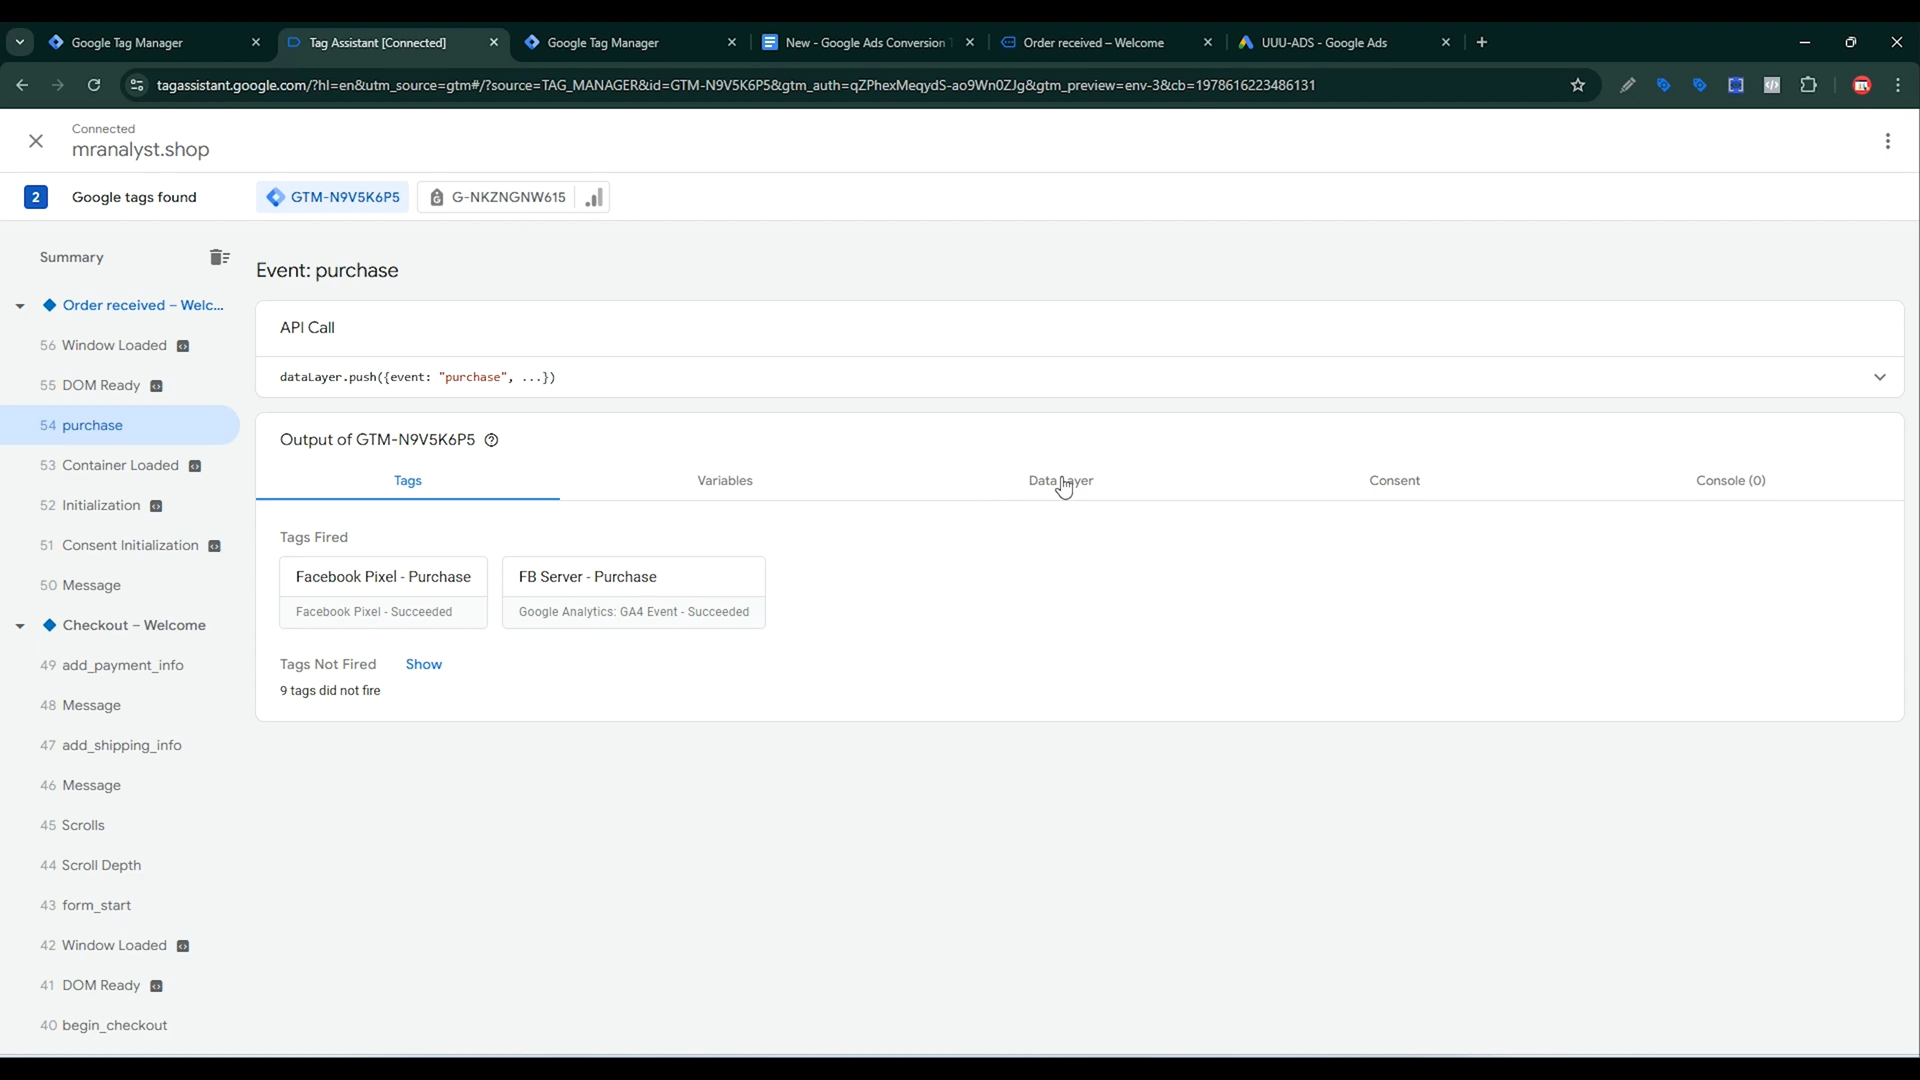 Google Tag Manager
Tag Assistant [Connected]
Google Tag Manager
New - Google Ads Conversion
Order received – Welcome
UUU-ADS - Google Ads
tagassistant.google.com/?hl=en&utm_source=gtm#/?source=TAG_MANAGER&id=GTM-N9V5K6P5&gtm_auth=qZPhexMeqydS-ao9Wn0ZJg&gtm_preview=env-3&cb=1978616223486131
Connected
mranalyst.shop
2 Google tags found
GTM-N9V5K6P5
G-NKZNGNW615
Summary
Order received – Welc...
56 Window Loaded
55 DOM Ready
54 purchase
53 Container Loaded
52 Initialization
51 Consent Initialization
50 Message
Checkout – Welcome
49 add_payment_info
48 Message
47 add_shipping_info
46 Message
45 Scrolls
44 Scroll Depth
43 form_start
42 Window Loaded
41 DOM Ready
40 begin_checkout
Event: purchase
API Call
dataLayer.push({event: "purchase", ...})
Output of GTM-N9V5K6P5
Tags
Variables
Data Layer
Consent
Console (0)
Tags Fired
Facebook Pixel - Purchase
Facebook Pixel - Succeeded
FB Server - Purchase
Google Analytics: GA4 Event - Succeeded
Tags Not Fired Show
9 tags did not fire